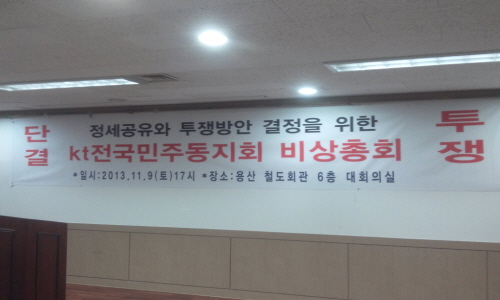 단결
정세공유와 투쟁방안 결정을 위한
kt전국민주동지회 비상총회
*일시:2013.11.9(토)17시 *장소:용산 철도회관 6층 대회의실
투쟁